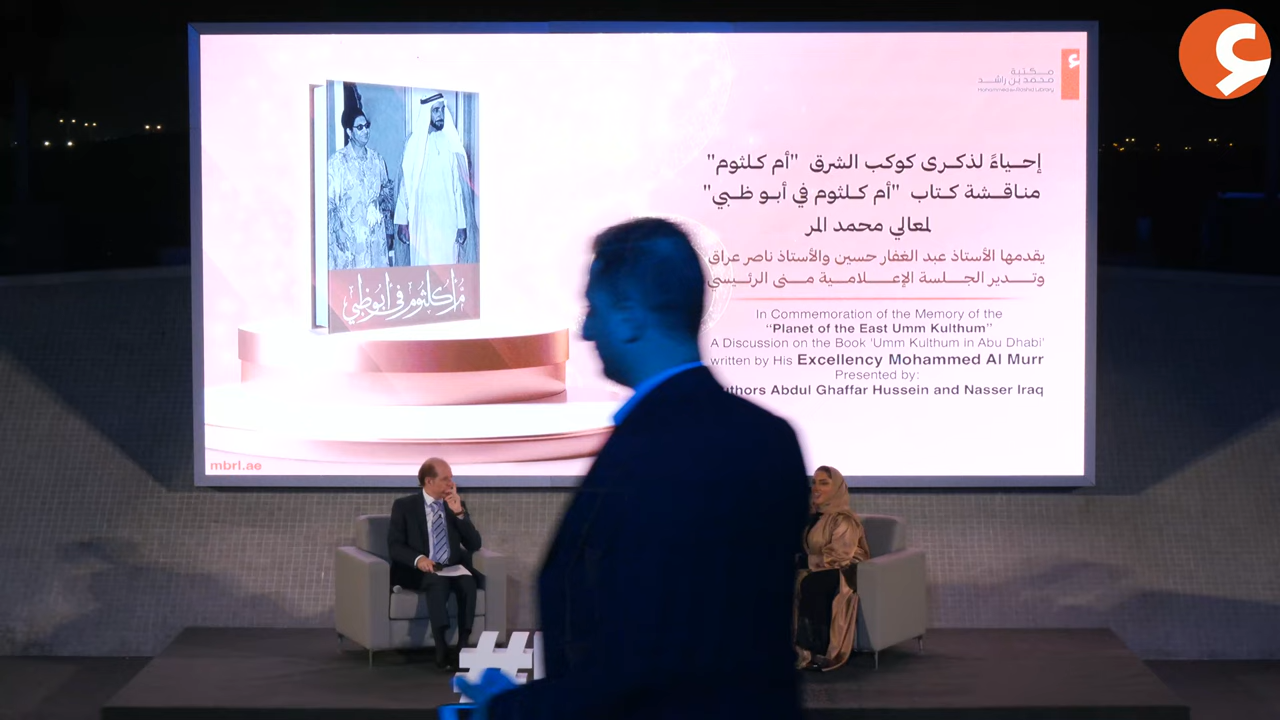 مكتبة
محمد بن راشد
Mohammed bin Rashid Library
إحياءً لذكرى كوكب الشرق "أم كلثوم"
مناقشة كتاب "أم كلثوم في أبو ظبي"
لمعالي محمد المر
يقدمها الأستاذ عبد الغفار حسين والأستاذ ناصر عراق
وتدير الجلسة الإعلامية منى الرئيسي
In Commemoration of the Memory of the
"Planet of the East Umm Kulthum"
A Discussion on the Book 'Umm Kulthum in Abu Dhabi'
written by His Excellency Mohammed Al Murr
Presented by:
Ghaffar Hussein and Nasser Iraq
أم كلثوم في أبوظبي
mbrl.ae
#